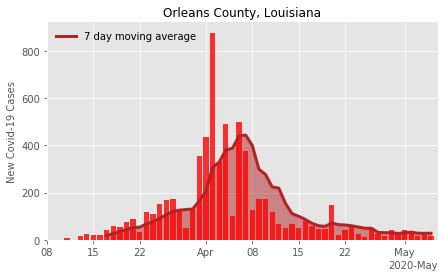 Orleans County, Louisiana
7 day moving average
New Covid-19 Cases
800
600
400
200
0
08 15 22 Apr 08 15 22 May
2020-May